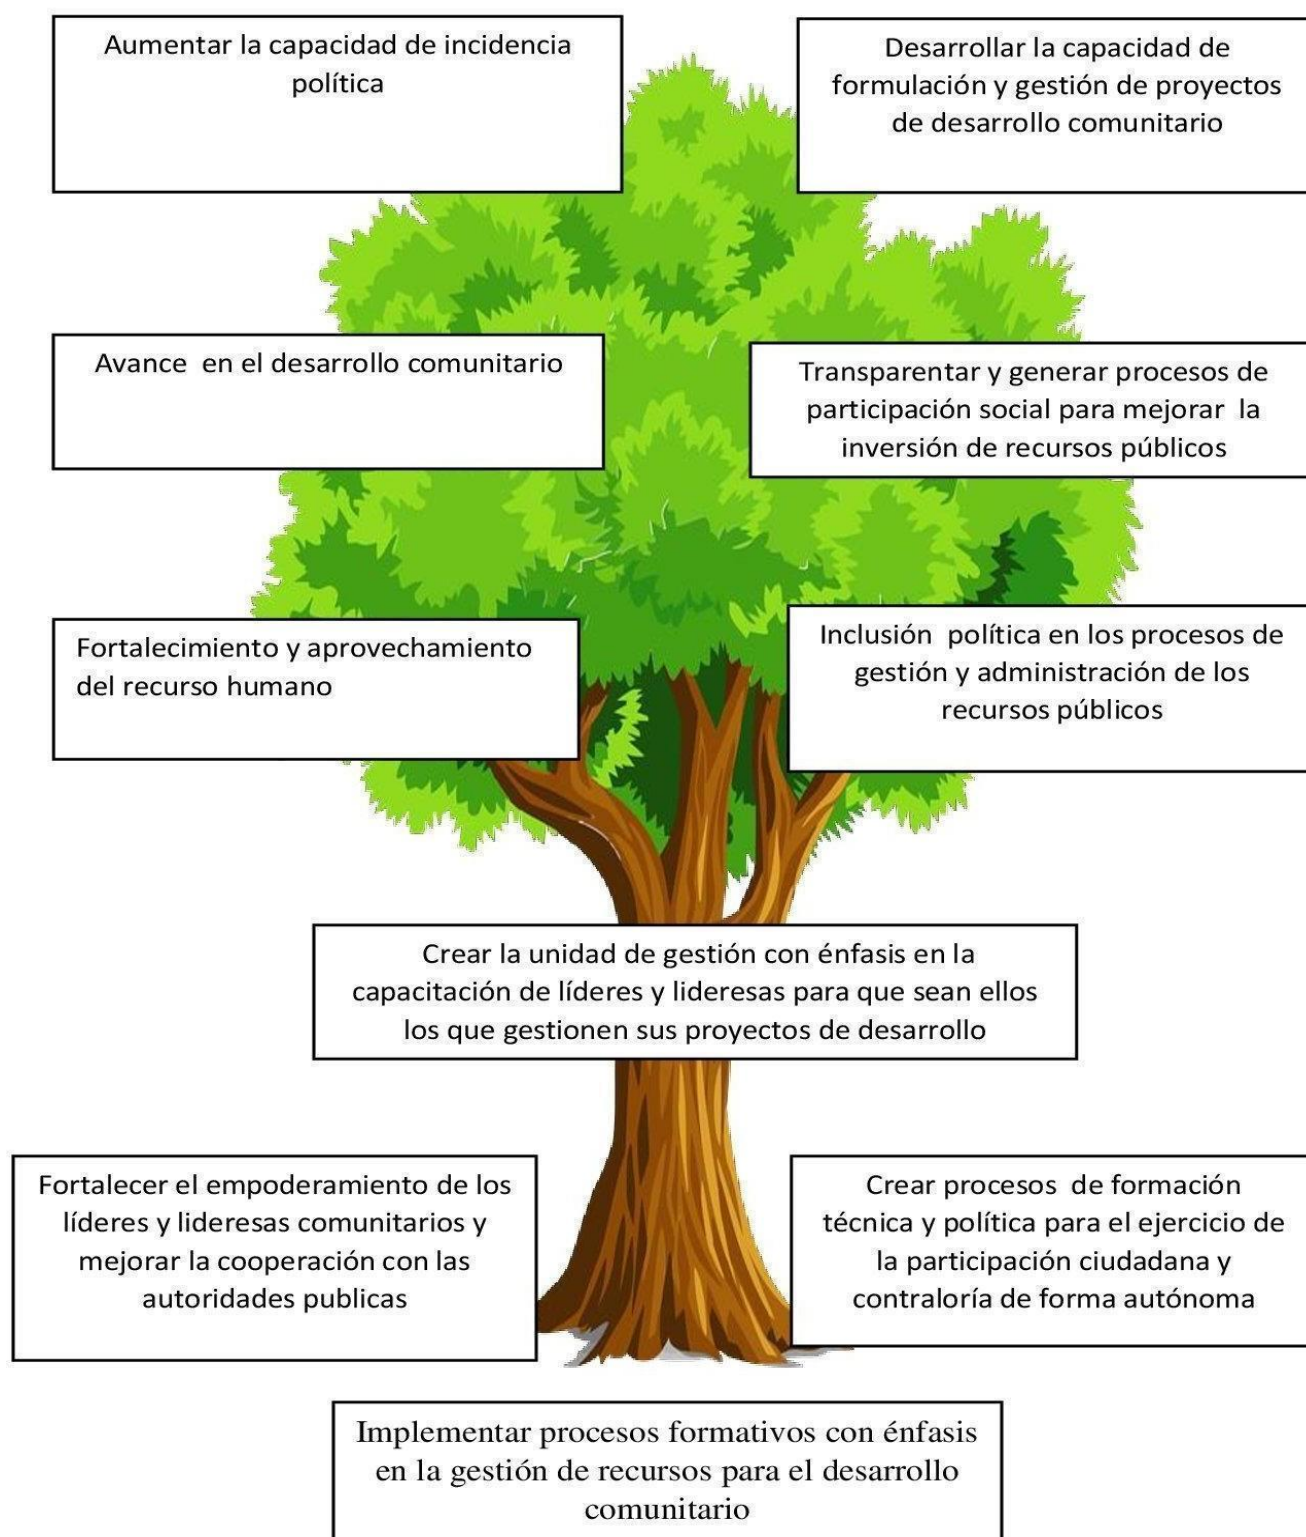 Aumentar la capacidad de incidencia
política
Desarrollar la capacidad de
formulación y gestión de proyectos
de desarrollo comunitario
Avance en el desarrollo comunitario
Transparentar y generar procesos de
participación social para mejorar la
inversión de recursos públicos
Fortalecimiento y aprovechamiento
del recurso humano
Inclusión política en los procesos de
gestión y administración de los
recursos públicos
Crear la unidad de gestión con énfasis en la
capacitación de líderes y lideresas para que sean ellos
los que gestionen sus proyectos de desarrollo
Fortalecer el empoderamiento de los
líderes y lideresas comunitarios y
mejorar la cooperación con las
autoridades publicas
Crear procesos de formación
técnica y política para el ejercicio de
la participación ciudadana y
contraloría de forma autónoma
Implementar procesos formativos con énfasis
en la gestión de recursos para el desarrollo
comunitario